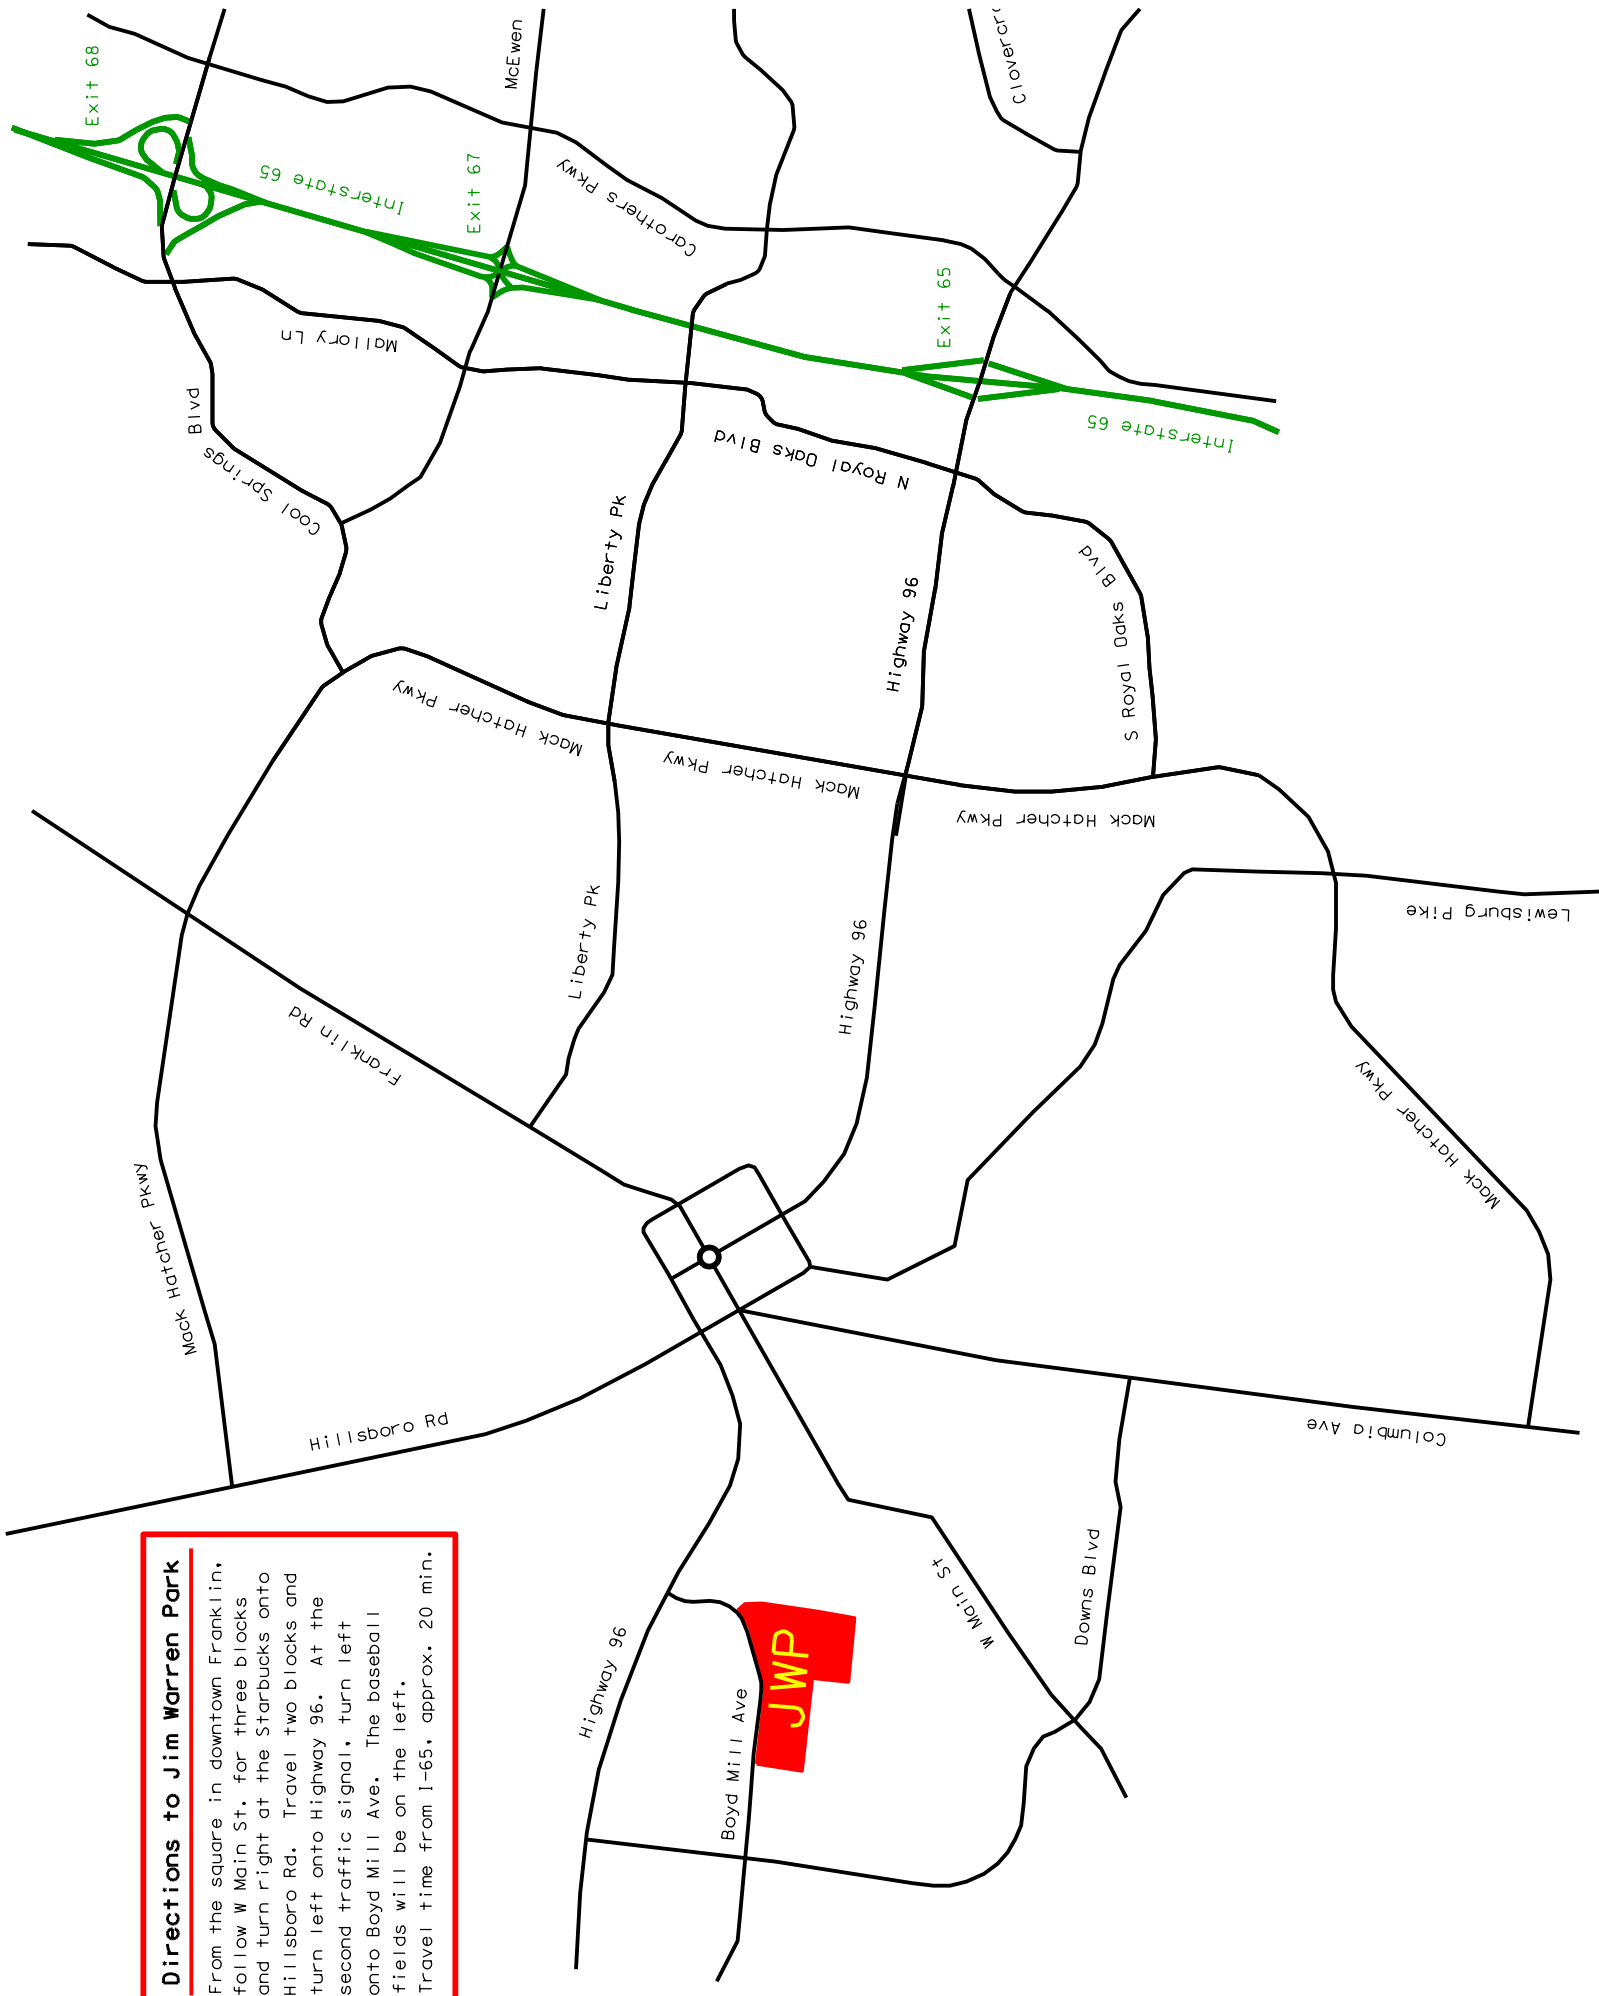 Directions to Jim Warren Park
From the square in downtown Franklin,
follow W Main St. for three blocks
and turn right at the Starbucks onto
Hillsboro Rd. Travel two blocks and
turn left onto Highway 96. At the
second traffic signal, turn left
onto Boyd Mill Ave. The baseball
fields will be on the left.
Travel time from I-65, approx. 20 min.
Exit 68
Interstate 65
Exit 67
McEwen
Carothers Pkwy
Mallory Ln
Cool Springs Blvd
Exit 65
Interstate 65
N Royal Oaks Blvd
S Royal Oaks Blvd
Liberty Pk
Highway 96
Mack Hatcher Pkwy
Mack Hatcher Pkwy
Mack Hatcher Pkwy
Lewisburg Pike
Liberty Pk
Highway 96
Franklin Rd
Mack Hatcher Pkwy
Mack Hatcher Pkwy
Hillsboro Rd
Columbia Ave
W Main St
Downs Blvd
Highway 96
Boyd Mill Ave
JWP